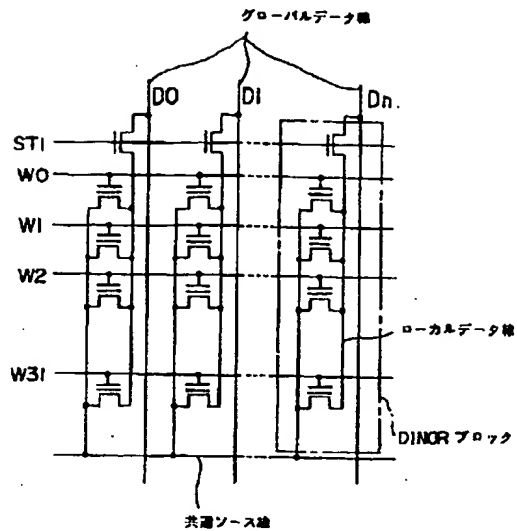 グローバルデータ線
D0 D1 Dn
ST1
W0
W1
W2
W31
ローカルデータ線
DINOR ブロック
共通ソース線